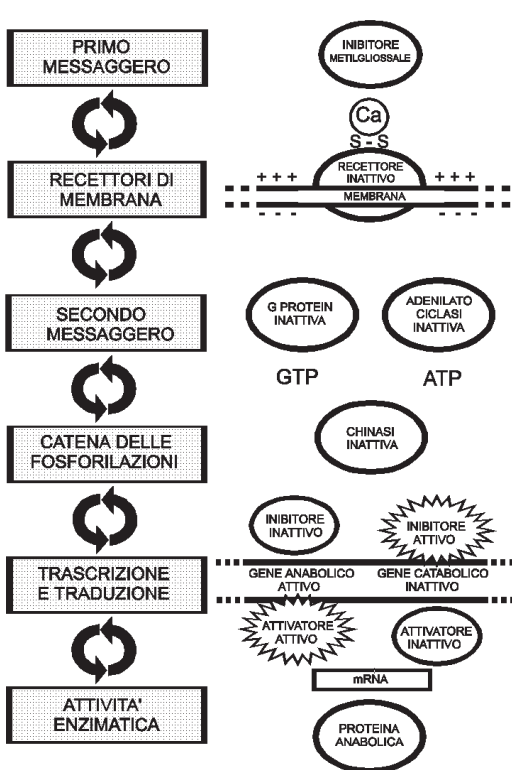 PRIMO
MESSAGGERO
INIBITORE
METILGLIOSSALE
Ca
S - S
RECETTORI DI
MEMBRANA
RECETTORE
INATTIVO
+ + +
+ + +
MEMBRANA
- - -
- - -
SECONDO
MESSAGGERO
G PROTEIN
INATTIVA
ADENILATO
CICLASI
INATTIVA
GTP
ATP
CATENA DELLE
FOSFORILAZIONI
CHINASI
INATTIVA
TRASCRIZIONE
E TRADUZIONE
INIBITORE
INATTIVO
INIBITORE
ATTIVO
GENE ANABOLICO
ATTIVO
GENE CATABOLICO
INATTIVO
ATTIVATORE
ATTIVO
ATTIVATORE
INATTIVO
mRNA
ATTIVITA'
ENZIMATICA
PROTEINA
ANABOLICA